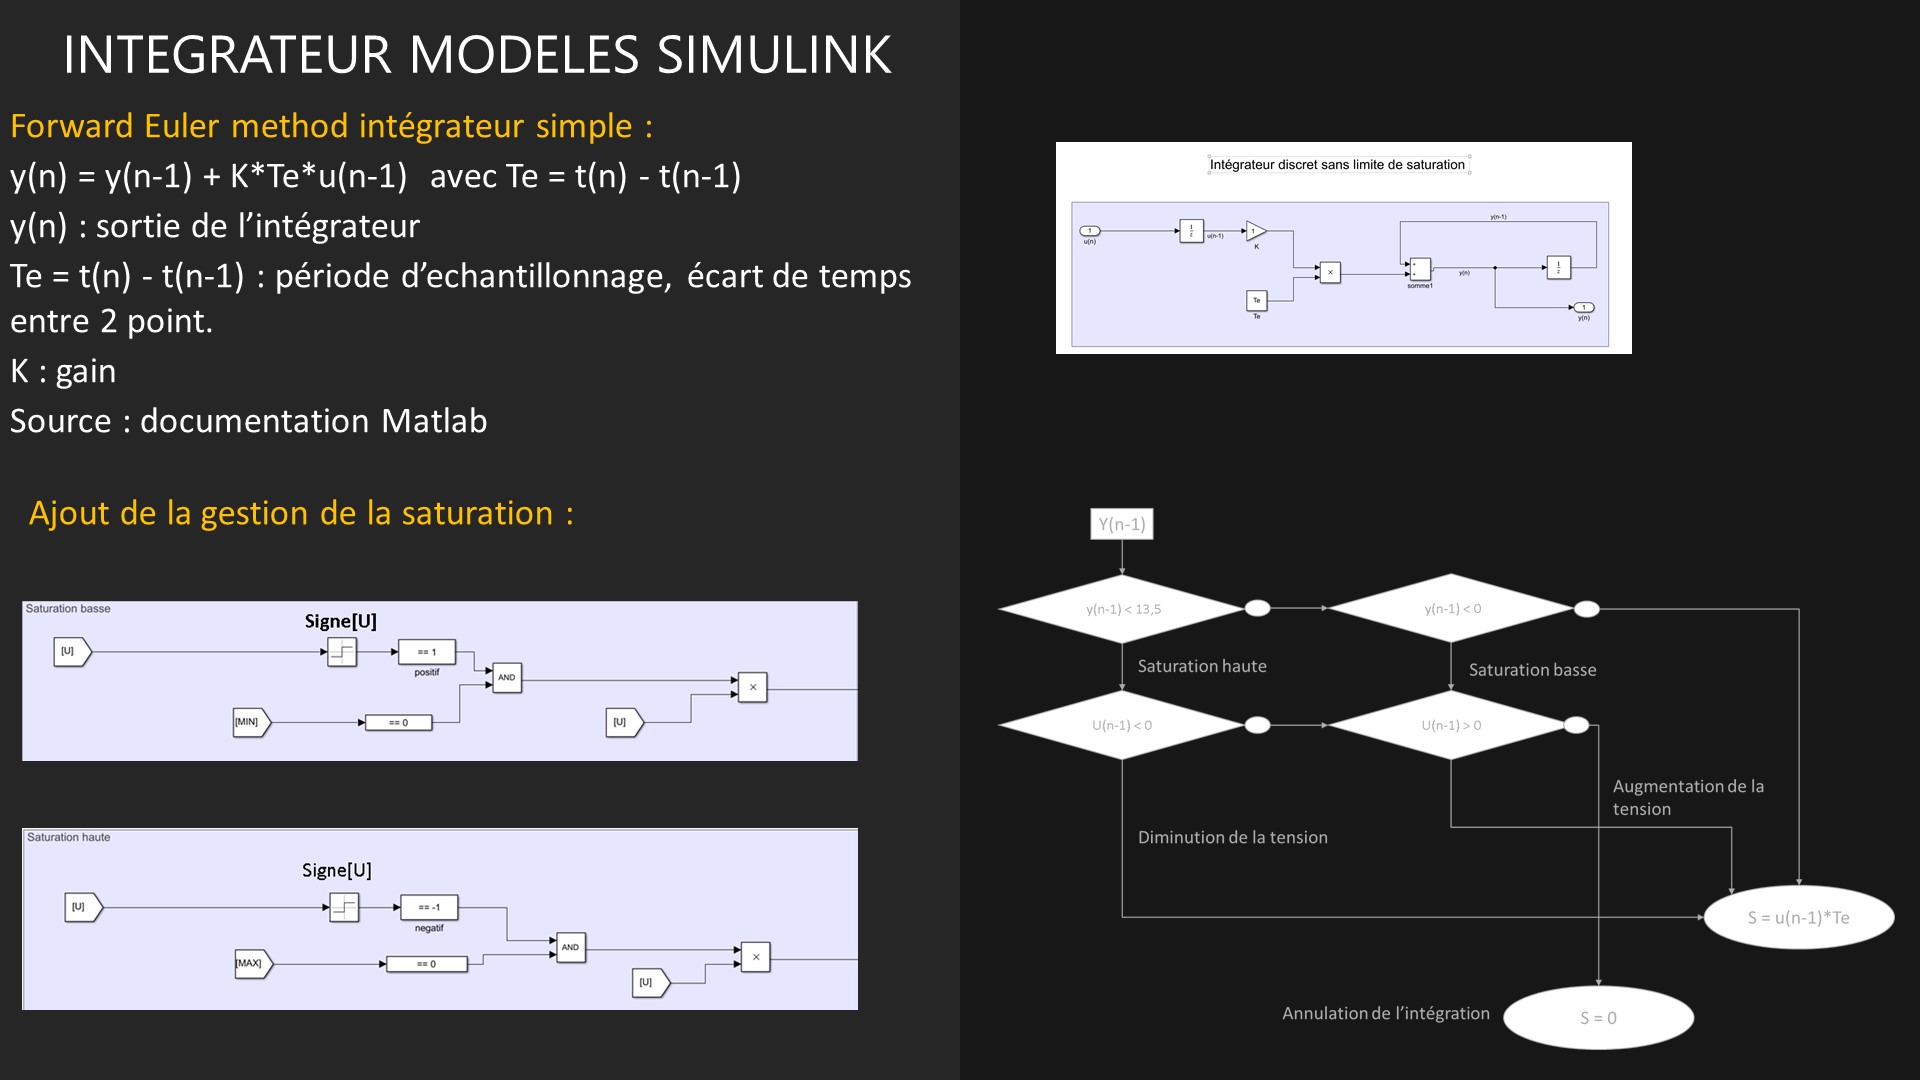 INTEGRATEUR MODELES SIMULINK
Forward Euler method intégrateur simple :
y(n) = y(n-1) + K*Te*u(n-1) avec Te = t(n) - t(n-1)
y(n) : sortie de l’intégrateur
Te = t(n) - t(n-1) : période d’echantillonnage, écart de temps
entre 2 point.
K : gain
Source : documentation Matlab
Ajout de la gestion de la saturation :
Saturation basse
Signe[U]
[U]
== 1
positif
AND
[MIN]
== 0
[U]
×
Saturation haute
Signe[U]
[U]
== -1
negatif
AND
[MAX]
== 0
[U]
×
Intégrateur discret sans limite de saturation
y(n-1)
1
u(n)
1
z
u(n-1)
1
K
×
Te
Te
+
+
somme1
y(n)
1
z
1
y(n)
Y(n-1)
y(n-1) < 13,5
y(n-1) < 0
Saturation haute
Saturation basse
U(n-1) < 0
U(n-1) > 0
Augmentation de la
tension
Diminution de la tension
S = u(n-1)*Te
Annulation de l’intégration
S = 0